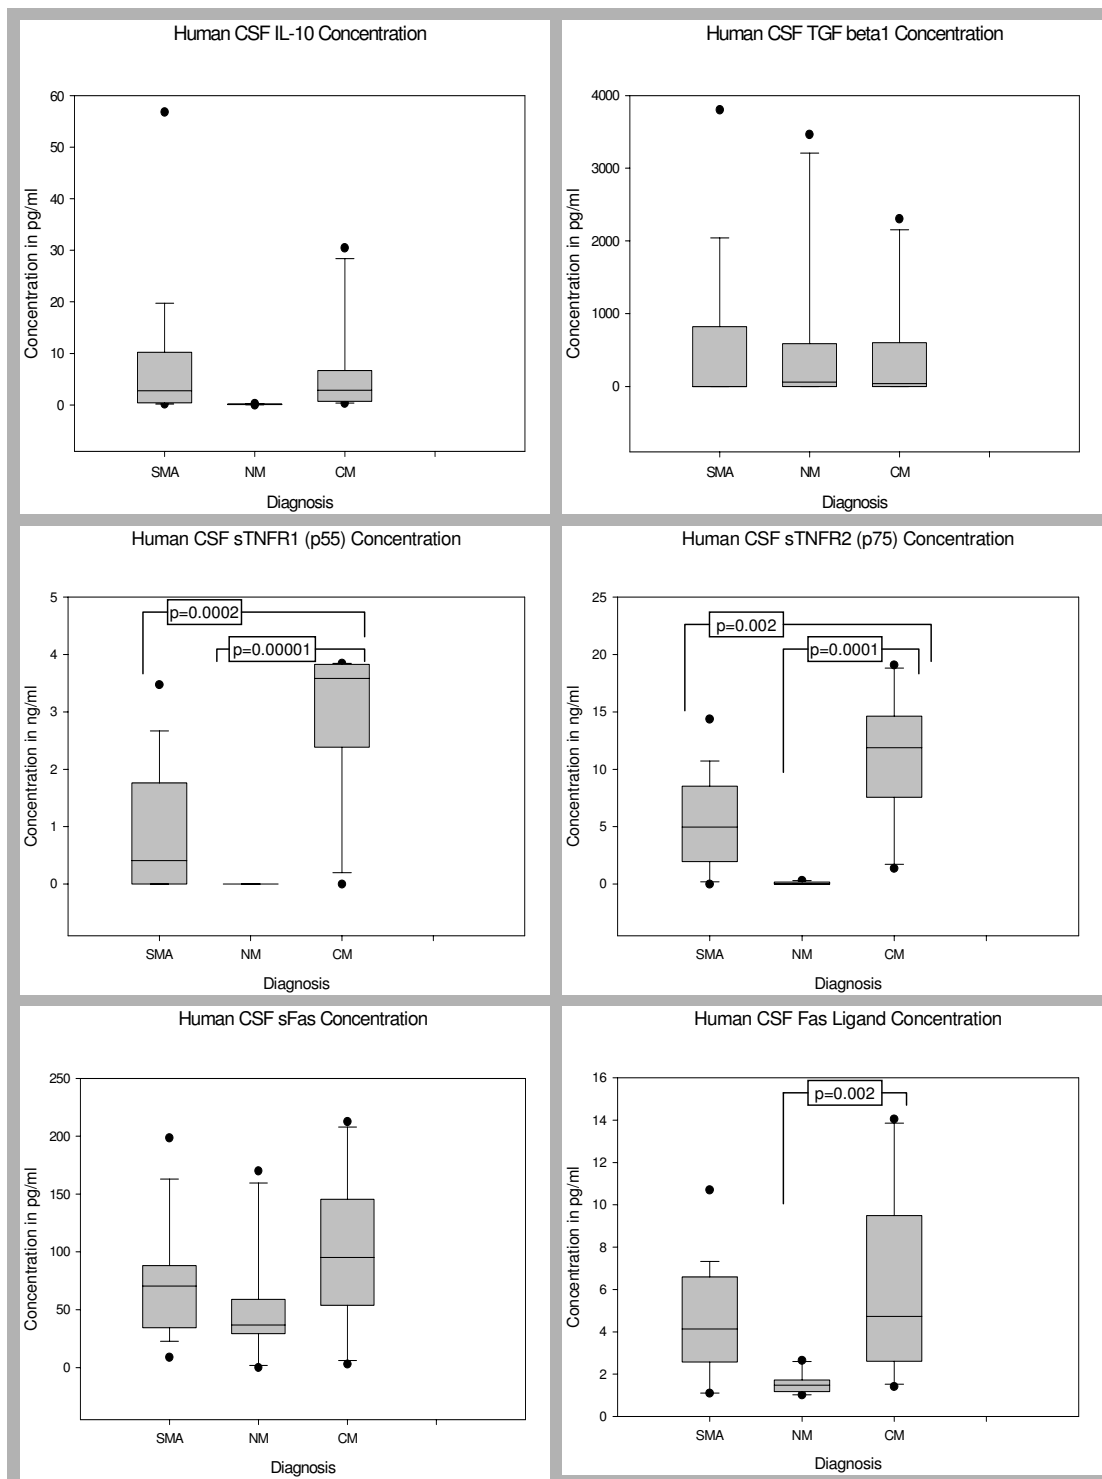 Human CSF IL-10 Concentration
60
50
40
30
20
10
0
Concentration in pg/ml
SMA NM CM
Diagnosis
Human CSF TGF beta1 Concentration
4000
3000
2000
1000
0
Concentration in pg/ml
SMA NM CM
Diagnosis
Human CSF sTNFR1 (p55) Concentration
5
4
3
2
1
0
Concentration in ng/ml
p=0.0002
p=0.00001
SMA NM CM
Diagnosis
Human CSF sTNFR2 (p75) Concentration
25
20
15
10
5
0
Concentration in ng/ml
p=0.002
p=0.0001
SMA NM CM
Diagnosis
Human CSF sFas Concentration
250
200
150
100
50
0
Concentration in pg/ml
SMA NM CM
Diagnosis
Human CSF Fas Ligand Concentration
16
14
12
10
8
6
4
2
0
Concentration in pg/ml
p=0.002
SMA NM CM
Diagnosis